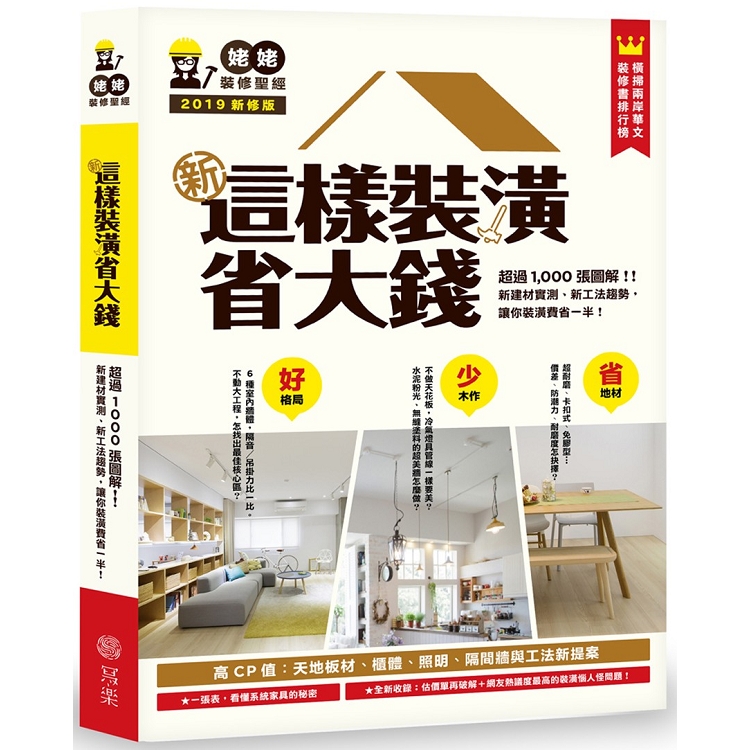 姥姥
裝修聖經
新
這樣裝潢省大錢
超過1000張圖解!!
新建材實測、新工法趨勢，讓你裝潢費省一半！
寫樂
姥姥
裝修聖經
2019新修版
橫掃兩岸華文
裝修書排行榜
新
這樣裝潢
省大錢
超過1,000張圖解!!
新建材實測、新工法趨勢，
讓你裝潢費省一半！
好
格局
6種室內牆體，隔音/吊掛力比一比。
不動大工程，怎找出最佳核心區？
少
木作
不做天花板，冷氣燈具管線一樣要美？
水泥粉光、無縫塗料的超美牆怎麼做？
省
地材
超耐磨、卡扣式、免膠型…
價差、防潮力、耐磨度怎抉擇？
高CP值：天地板材、櫃體、照明、隔間牆與工法新提案
★一張表，看懂系統家具的秘密
★全新收錄：估價單再破解＋網友熱議度最高的裝潢惱人怪問題！